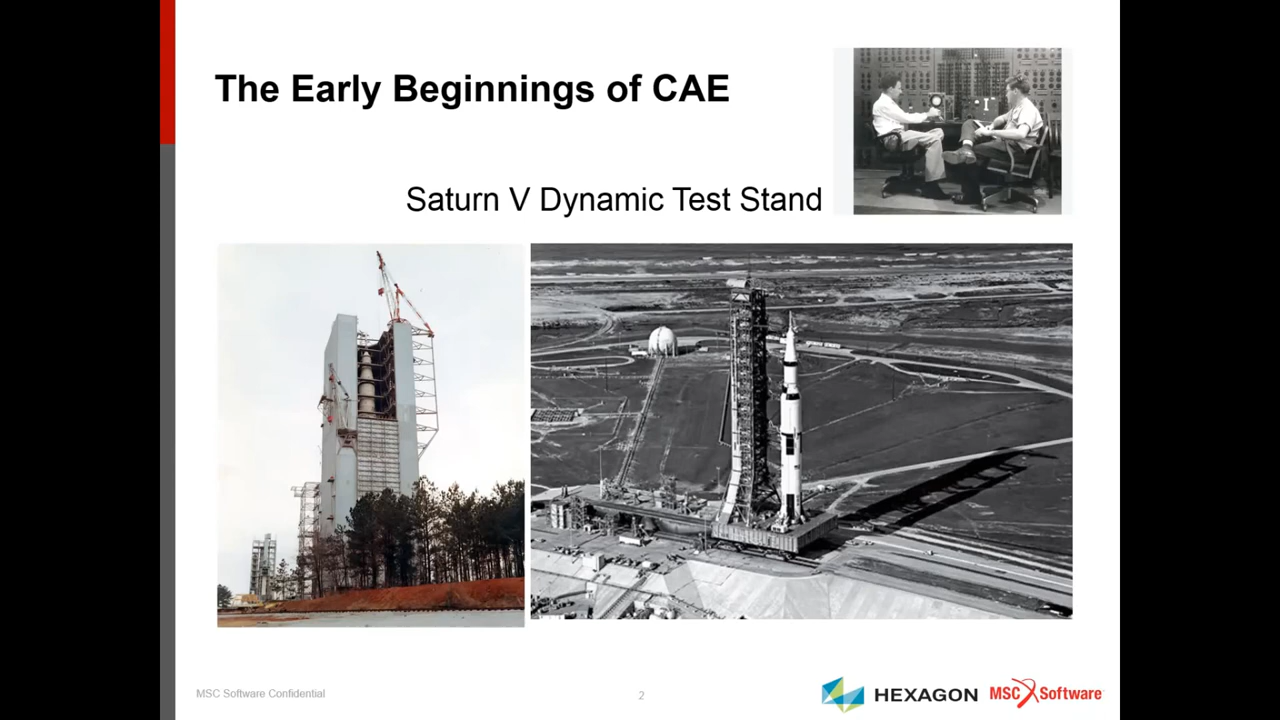 The Early Beginnings of CAE
Saturn V Dynamic Test Stand
MSC Software Confidential
2
HEXAGON
MSC Software